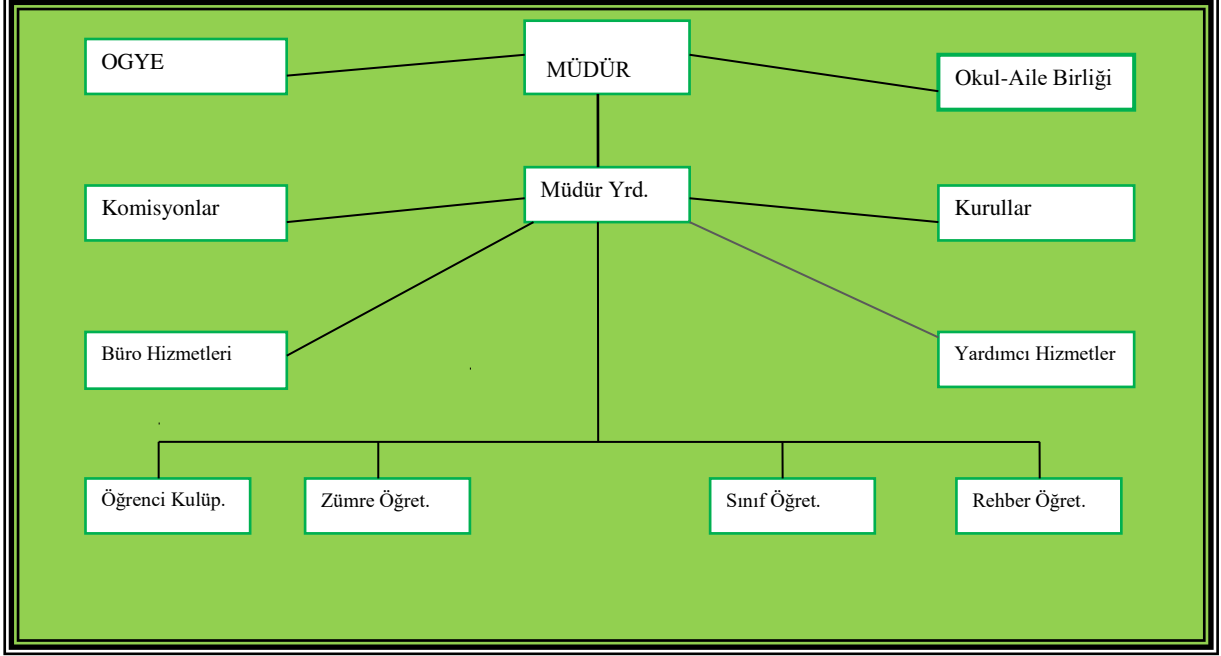 OGYE
MÜDÜR
Okul-Aile Birliği
Komisyonlar
Müdür Yrd.
Kurullar
Büro Hizmetleri
Yardımcı Hizmetler
Öğrenci Kulüp.
Zümre Öğret.
Sınıf Öğret.
Rehber Öğret.